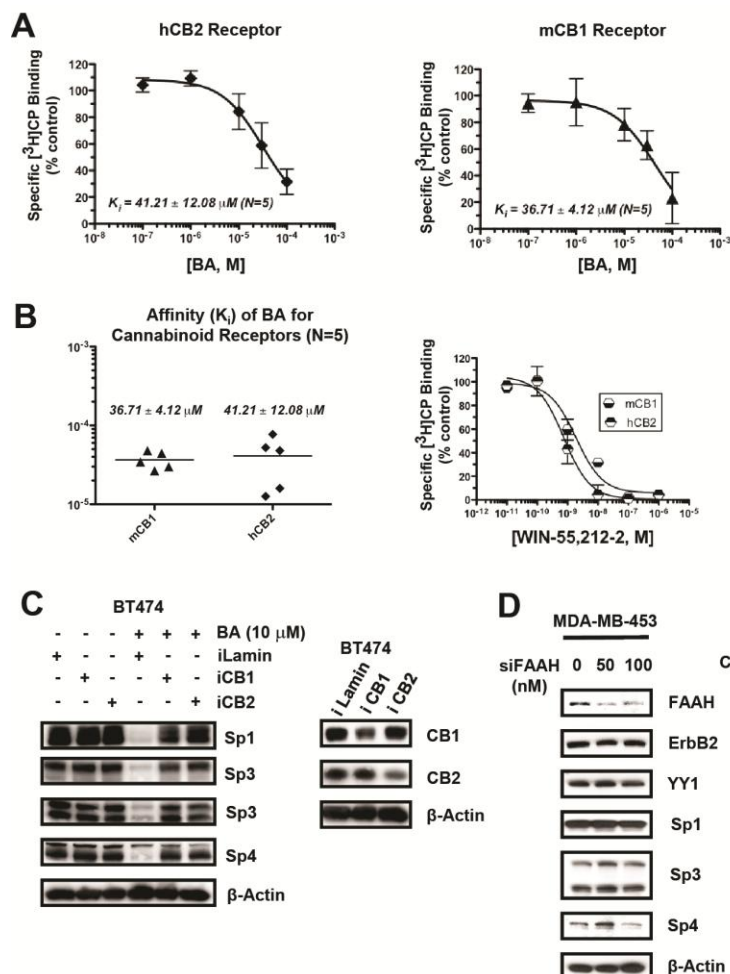 A
hCB2 Receptor
Specific [³H]CP Binding
(% control)
120
100
80
60
40
20
0
Kᵢ = 41.21 ± 12.08 μM (N=5)
10⁻⁸ 10⁻⁷ 10⁻⁶ 10⁻⁵ 10⁻⁴ 10⁻³
[BA, M]
mCB1 Receptor
Specific [³H]CP Binding
(% control)
120
100
80
60
40
20
0
Kᵢ = 36.71 ± 4.12 μM (N=5)
10⁻⁸ 10⁻⁷ 10⁻⁶ 10⁻⁵ 10⁻⁴ 10⁻³
[BA, M]
B
Affinity (Kᵢ) of BA for
Cannabinoid Receptors (N=5)
10⁻³
36.71 ± 4.12 μM 41.21 ± 12.08 μM
10⁻⁴
10⁻⁵
mCB1 hCB2
Specific [³H]CP Binding
(% control)
120
100
80
60
40
20
0
mCB1
hCB2
10⁻¹² 10⁻¹¹ 10⁻¹⁰ 10⁻⁹ 10⁻⁸ 10⁻⁷ 10⁻⁶ 10⁻⁵
[WIN-55,212-2, M]
C
BT474
- - - + + + BA (10 μM)
+ - - + - - iLamin
- + - - + - iCB1
- - + - - + iCB2
Sp1
Sp3
Sp3
Sp4
β-Actin
BT474
i Lamin
i CB1
i CB2
CB1
CB2
β-Actin
D
MDA-MB-453
siFAAH 0 50 100
(nM)
C
FAAH
ErbB2
YY1
Sp1
Sp3
Sp4
β-Actin